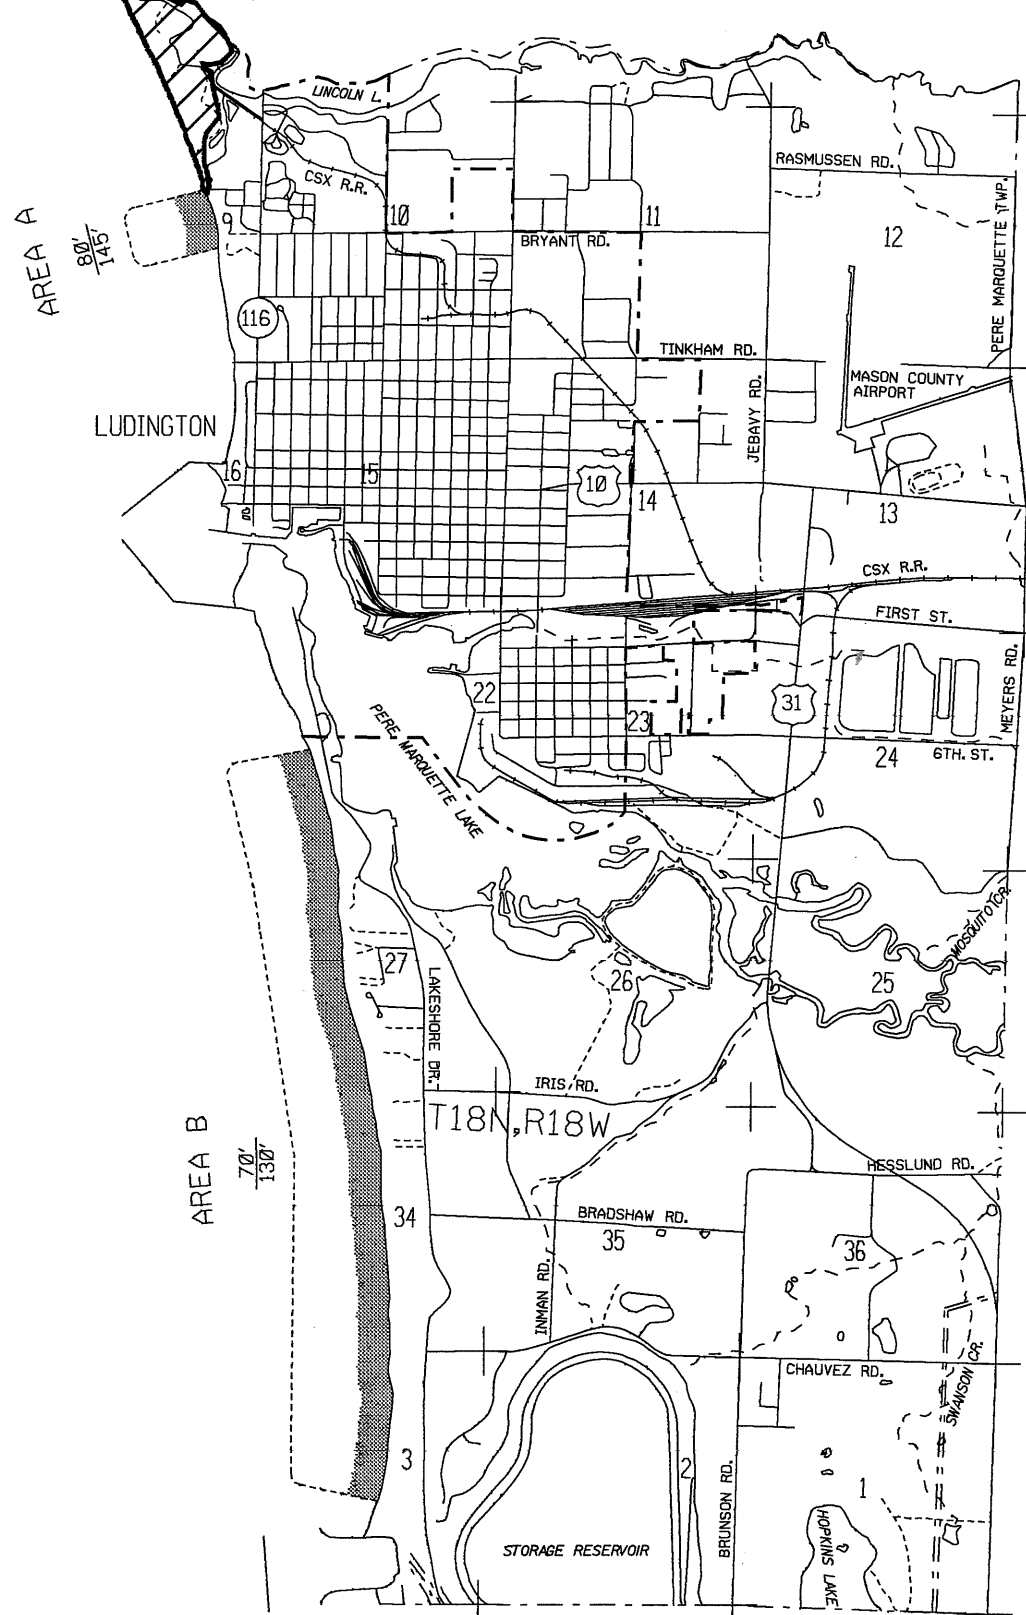 LINCOLN L.
CSX R.R.
RASMUSSEN RD.
PERE MARQUETTE TWP.
10
11
12
BRYANT RD.
AREA A
80'
145'
116
TINKHAM RD.
MASON COUNTY
AIRPORT
JEBAVY RD.
LUDINGTON
16
15
10
14
13
CSX R.R.
FIRST ST.
MEYERS RD.
22
23
31
24
6TH. ST.
PERE MARQUETTE LAKE
MOSQUITO CR.
27
26
25
LAKESHORE DR.
IRIS RD.
T18N,R18W
AREA B
70'
130'
HESSLUND RD.
34
BRADSHAW RD.
35
36
INMAN RD.
CHAUVEZ RD.
SWANSON CR.
3
2
1
BRUNSON RD.
HOPKINS LAKE
STORAGE RESERVOIR